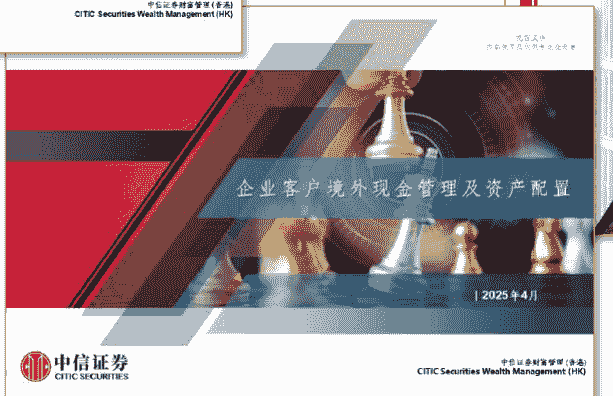 中信证券财富管理 (香港)
CITIC Securities Wealth Management (HK)
企业客户境外现金管理及资产配置
| 2025年4月
中信证券
CITIC SECURITIES
中信证券财富管理 (香港)
CITIC Securities Wealth Management (HK)